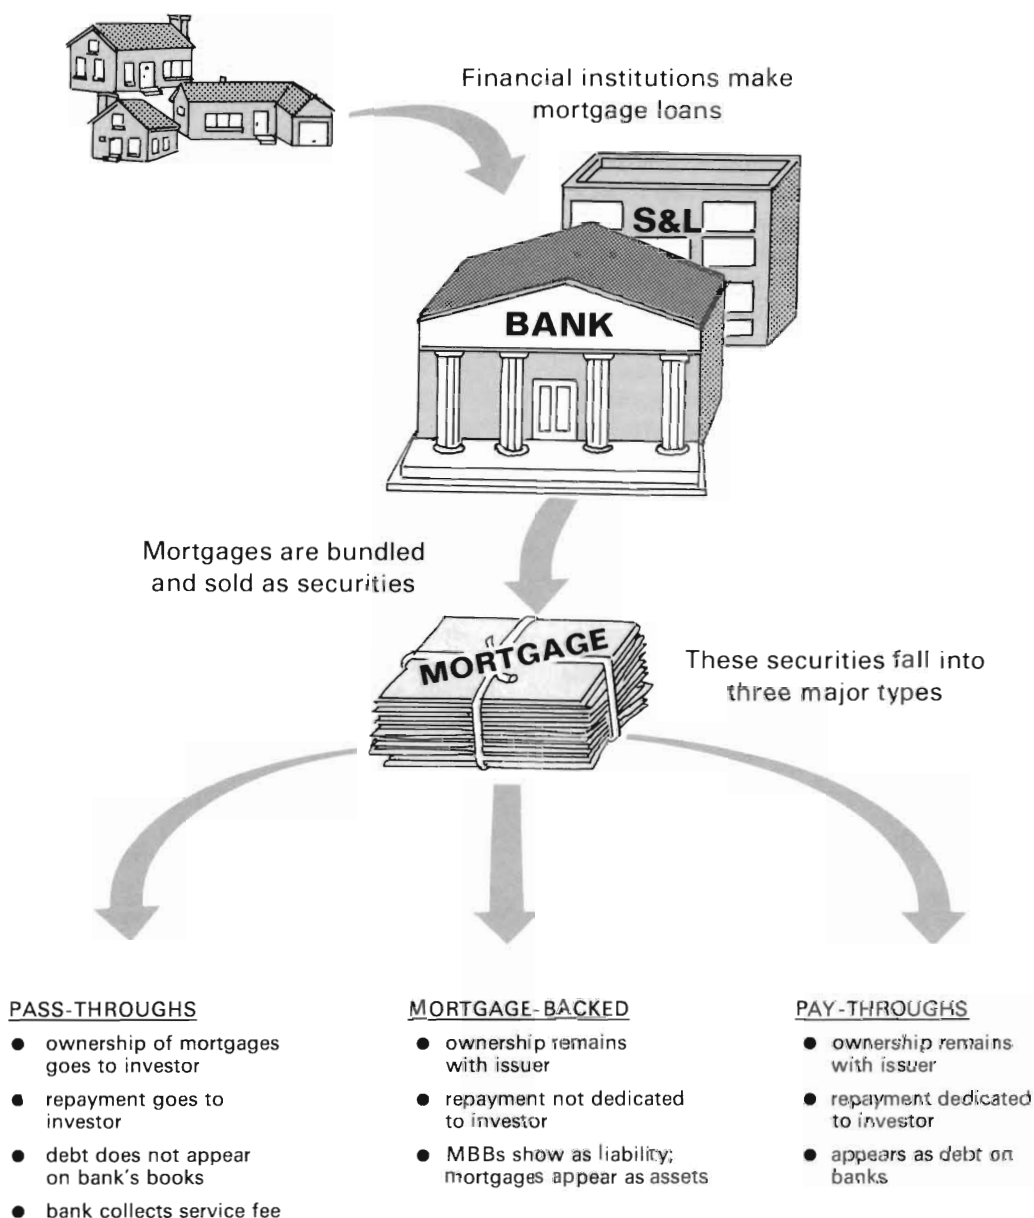 Financial institutions make
mortgage loans
S&L
BANK
Mortgages are bundled
and sold as securities
MORTGAGE
These securities fall into
three major types
PASS-THROUGHS
● ownership of mortgages
goes to investor
● repayment goes to
investor
● debt does not appear
on bank's books
● bank collects service fee
MORTGAGE-BACKED
● ownership remains
with issuer
● repayment not dedicated
to investor
● MBBs show as liability;
mortgages appear as assets
PAY-THROUGHS
● ownership remains
with issuer
● repayment dedicated
to investor
● appears as debt on
banks